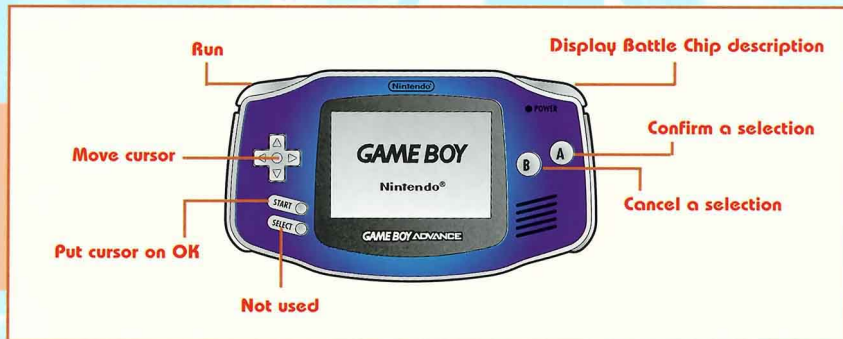 Run
Display Battle Chip description
Nintendo
POWER
Confirm a selection
Move cursor
GAME BOY
A
B
Nintendo®
START
Cancel a selection
SELECT
GAME BOY ADVANCE
Put cursor on OK
Not used